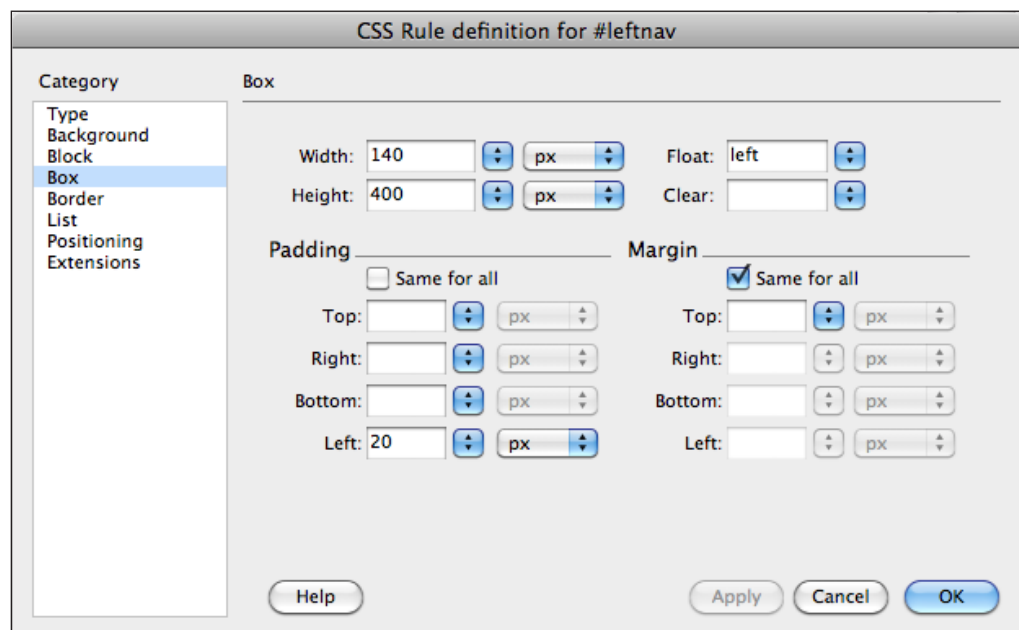 CSS Rule definition for #leftnav
Category
Type
Background
Block
Box
Border
List
Positioning
Extensions
Box
Width: 140 px Float: left
Height: 400 px Clear:
Padding Margin
Same for all Same for all
Top: px Top: px
Right: px Right: px
Bottom: px Bottom: px
Left: 20 px Left: px
Help Apply Cancel OK